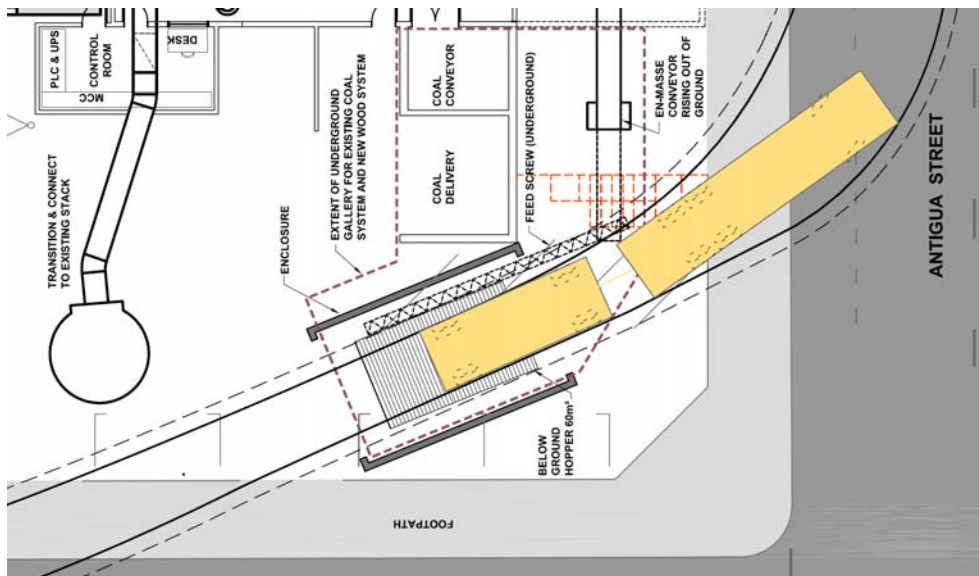 PLC & UPS
CONTROL
ROOM
MCC
DESK
TRANSITION & CONNECT
TO EXISTING STACK
ENCLOSURE
EXTENT OF UNDERGROUND
GALLERY FOR EXISTING COAL
SYSTEM AND NEW WOOD SYSTEM
COAL
CONVEYOR
COAL
DELIVERY
FEED SCREW (UNDERGROUND)
EN-MASSE
CONVEYOR
RISING OUT OF
GROUND
ANTIGUA STREET
BELOW
GROUND
HOPPER 60m³
FOOTPATH